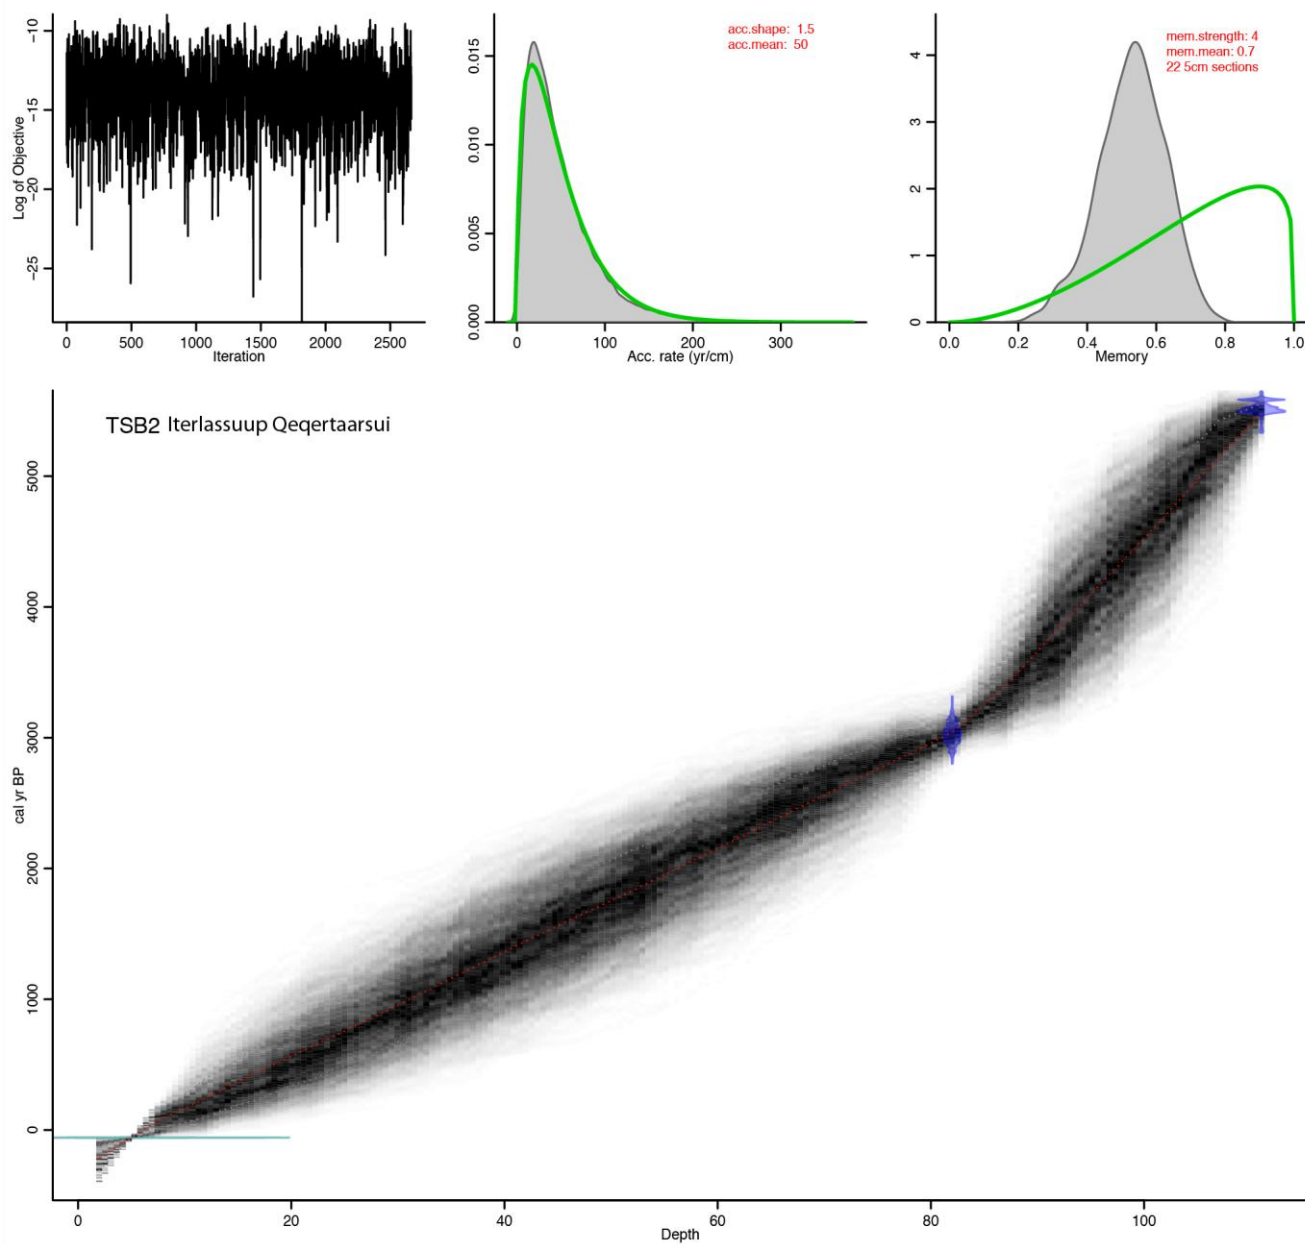 -10
-15
-20
-25
Log of Objective
0 500 1000 1500 2000 2500
Iteration
acc.shape: 1.5
acc.mean: 50
0.015
0.010
0.005
0.000
0 100 200 300
Acc. rate (yr/cm)
mem.strength: 4
mem.mean: 0.7
22 5cm sections
4
3
2
1
0
0.0 0.2 0.4 0.6 0.8 1.0
Memory
TSB2 Iterlassuup Qeqertaarsui
5000
4000
3000
2000
1000
0
cal yr BP
0 20 40 60 80 100
Depth